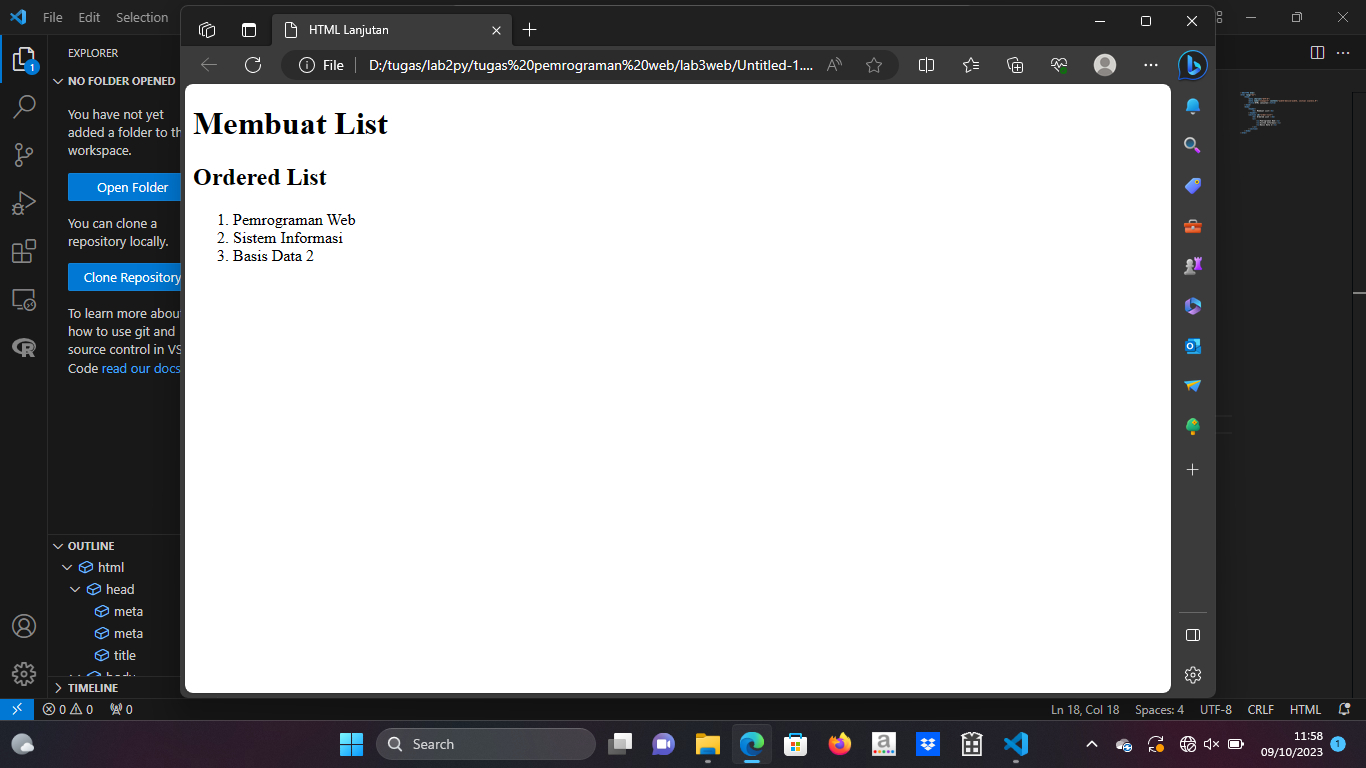 File Edit Selection
HTML Lanjutan
File D:/tugas/lab2py/tugas%20pemrograman%20web/lab3web/Untitled-1....
EXPLORER
NO FOLDER OPENED
You have not yet
added a folder to th
workspace.
Open Folder
You can clone a
repository locally.
Clone Repository
To learn more abou
how to use git and
source control in VS
Code read our docs
OUTLINE
html
head
meta
meta
title
body
TIMELINE
Membuat List
Ordered List
1. Pemrograman Web
2. Sistem Informasi
3. Basis Data 2
0 0 0
Ln 18, Col 18 Spaces: 4 UTF-8 CRLF HTML
Search
11:58
09/10/2023
1
1